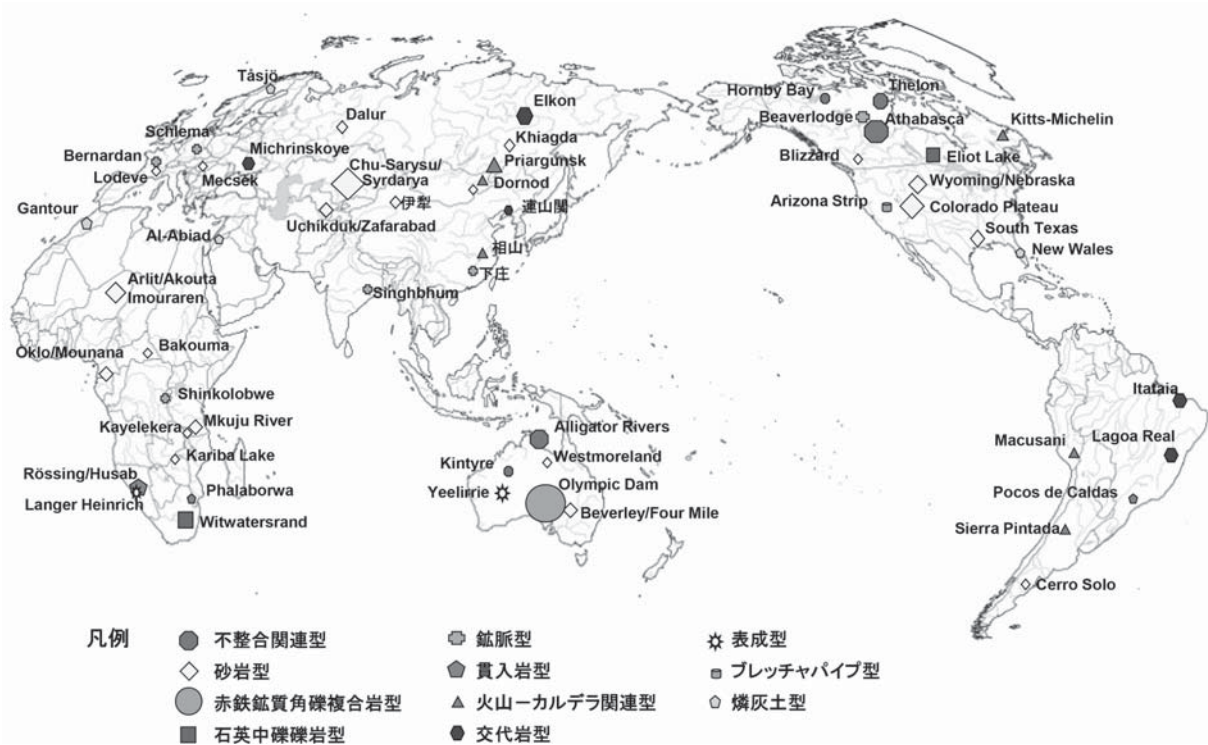 Tåsjö
Elkon
Hornby Bay
Thelon
Beaverlodge
Athabasca
Kitts-Michelin
Dalur
Khiagda
Schlema
Bernardan
Michrinskoye
Priargunsk
Blizzard
Eliot Lake
Lodeve
Mecsek
Chu-Sarysu/
Syrdarya
Dornod
Wyoming/Nebraska
Gantour
伊犁
連山関
Arizona Strip
Colorado Plateau
Uchikduk/Zafarabad
Al-Abiad
祖山
South Texas
下庄
New Wales
Arlit/Akouta
Imouraren
Singhbhum
Oklo/Mounana
Bakouma
Shinkolobwe
Itataia
Kayelekera
Mkuju River
Alligator Rivers
Macusani
Lagoa Real
Kariba Lake
Westmoreland
Kintyre
Rössing/Husab
Olympic Dam
Phalaborwa
Yeelirrie
Pocos de Caldas
Langer Heinrich
Beverley/Four Mile
Witwatersrand
Sierra Pintada
Cerro Solo
凡例
不整合関連型
鉱脈型
表成型
砂岩型
貫入岩型
ブレッチャパイプ型
赤鉄鉱質角礫複合岩型
火山ーカルデラ関連型
燐灰土型
石英中礫礫岩型
交代岩型